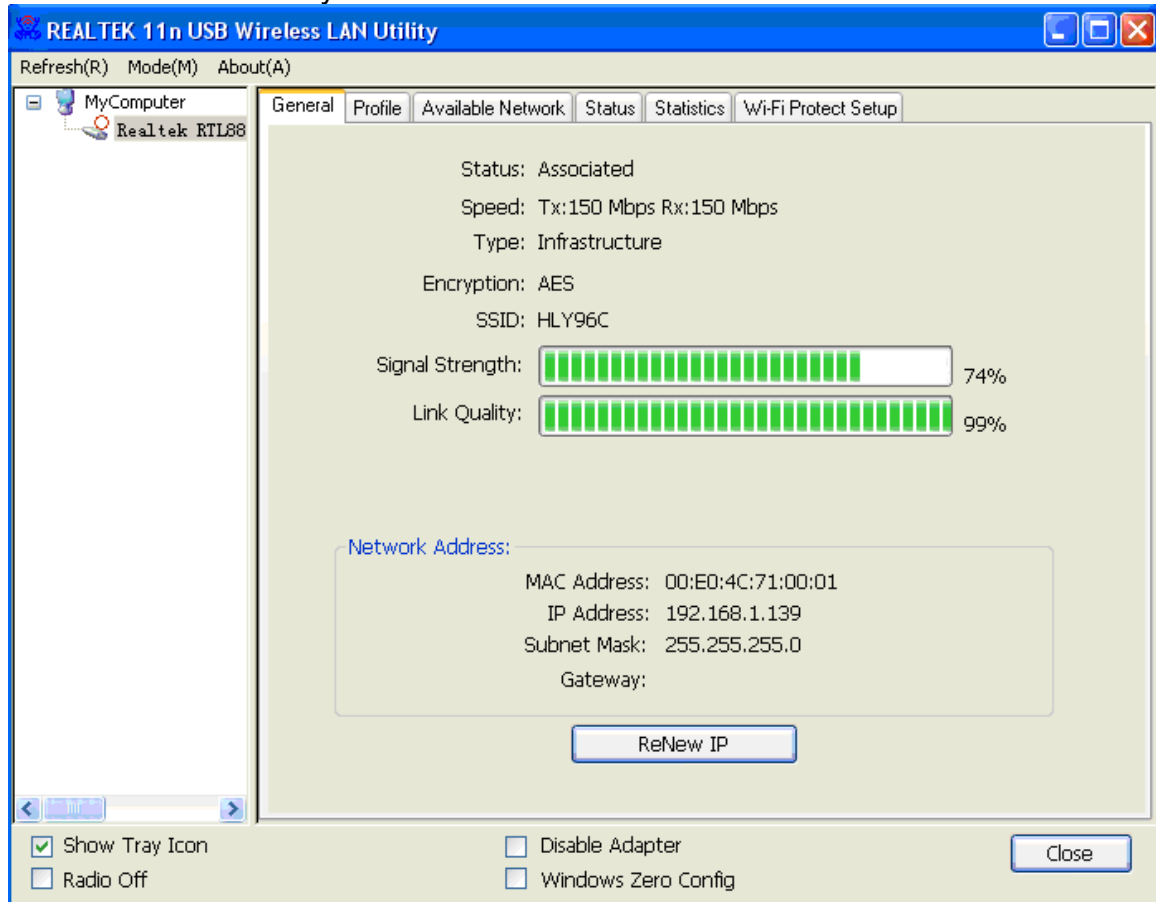 REALTEK 11n USB Wireless LAN Utility
Refresh(R) Mode(M) About(A)
MyComputer
Realtek RTL88
General Profile Available Network Status Statistics Wi-Fi Protect Setup
Status: Associated
Speed: Tx:150 Mbps Rx:150 Mbps
Type: Infrastructure
Encryption: AES
SSID: HLY96C
Signal Strength: 74%
Link Quality: 99%
Network Address:
MAC Address: 00:E0:4C:71:00:01
IP Address: 192.168.1.139
Subnet Mask: 255.255.255.0
Gateway:
ReNew IP
Show Tray Icon
Radio Off
Disable Adapter
Windows Zero Config
Close